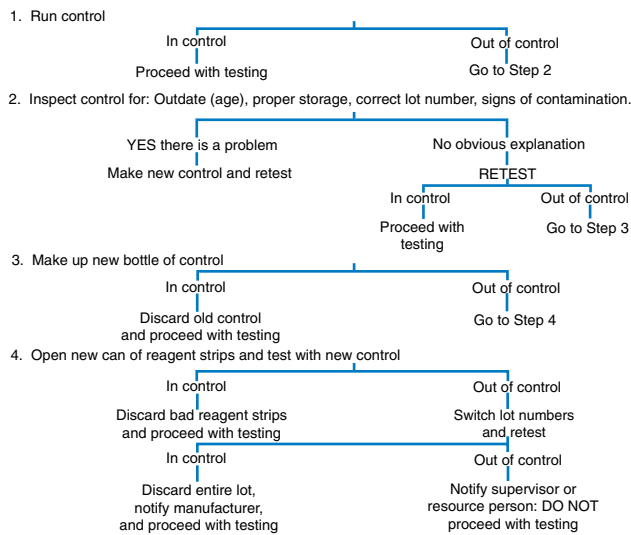 1. Run control
In control
Out of control
Proceed with testing
Go to Step 2
2. Inspect control for: Outdate (age), proper storage, correct lot number, signs of contamination.
YES there is a problem
No obvious explanation
Make new control and retest
RETEST
In control
Out of control
Proceed with
testing
Go to Step 3
3. Make up new bottle of control
In control
Out of control
Discard old control
and proceed with testing
Go to Step 4
4. Open new can of reagent strips and test with new control
In control
Out of control
Discard bad reagent strips
and proceed with testing
Switch lot numbers
and retest
In control
Out of control
Discard entire lot,
notify manufacturer,
and proceed with testing
Notify supervisor or
resource person: DO NOT
proceed with testing